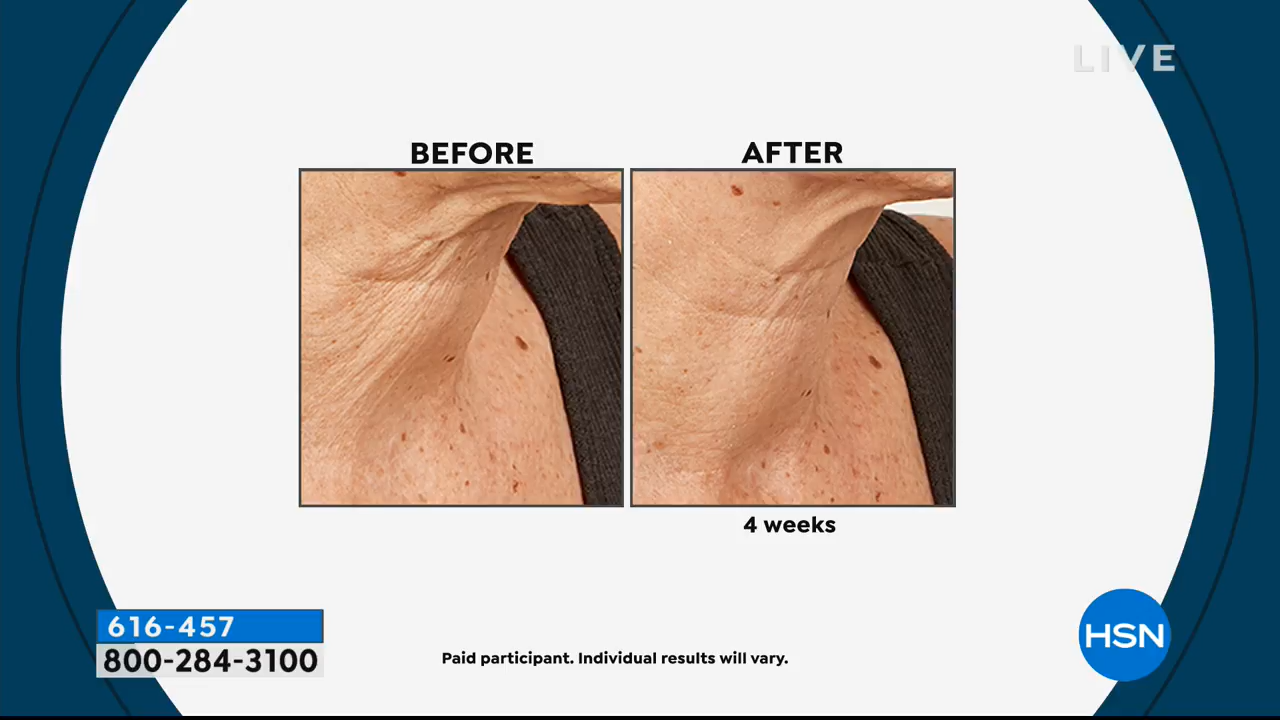 LIVE
BEFORE
AFTER
4 weeks
616-457
800-284-3100
Paid participant. Individual results will vary.
HSN